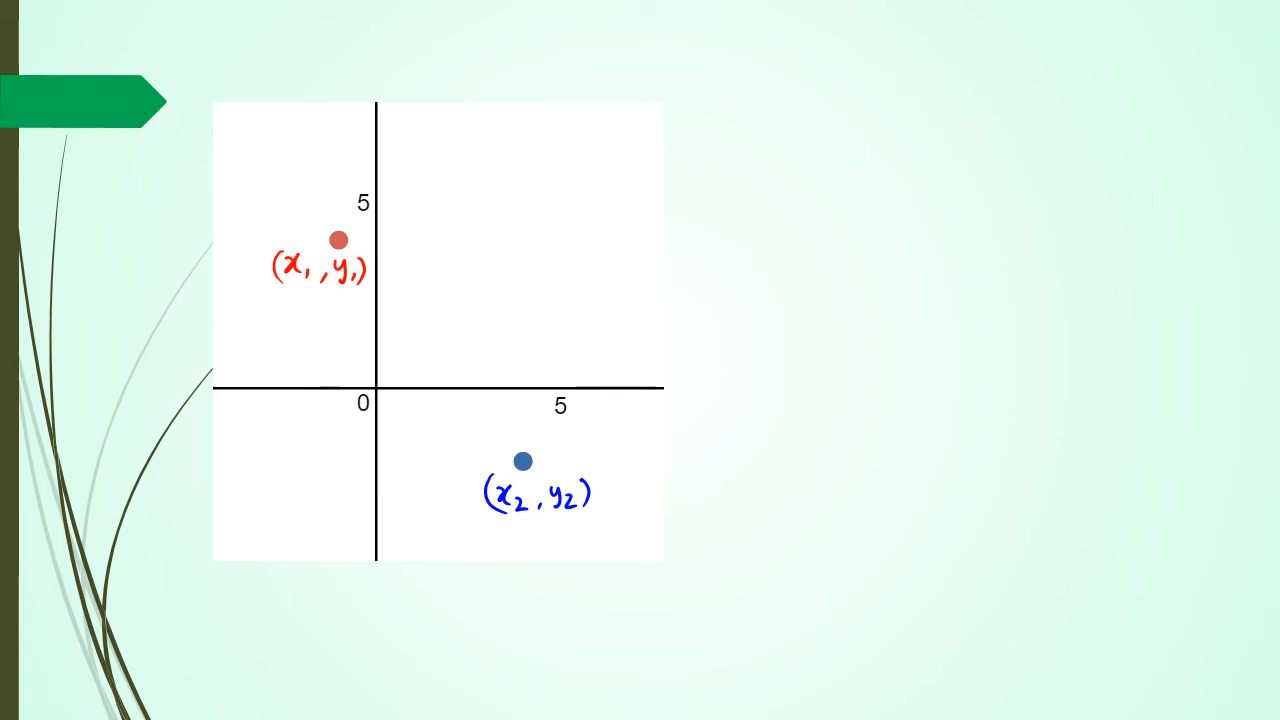 5
(x₁, y₁)
0
5
(x₂, y₂)